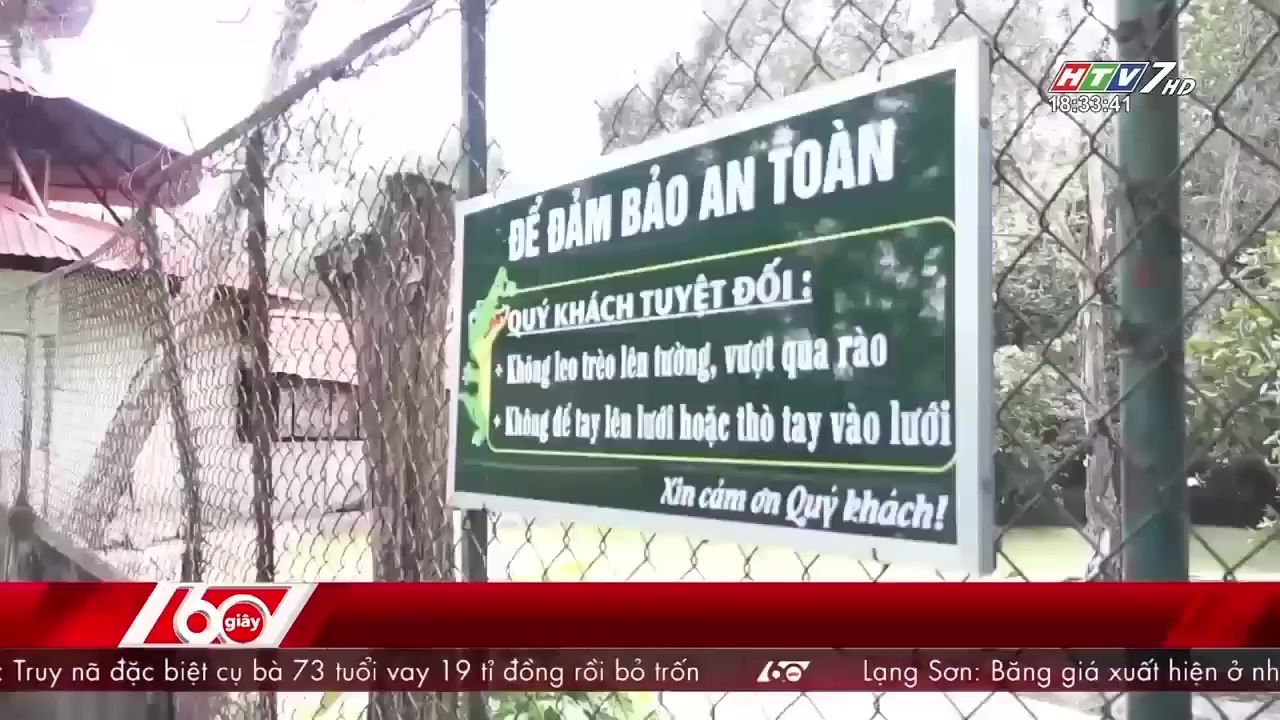 HTV7 HD
18:33:41
ĐỂ ĐẢM BẢO AN TOÀN
QUÝ KHÁCH TUYỆT ĐỐI :
+ Không leo trèo lên tường, vượt qua rào
+ Không để tay lên lưới hoặc thò tay vào lưới
Xin cảm ơn Quý khách!
60 giây
: Truy nã đặc biệt cụ bà 73 tuổi vay 19 tỉ đồng rồi bỏ trốn 60 Lạng Sơn: Băng giá xuất hiện ở nh